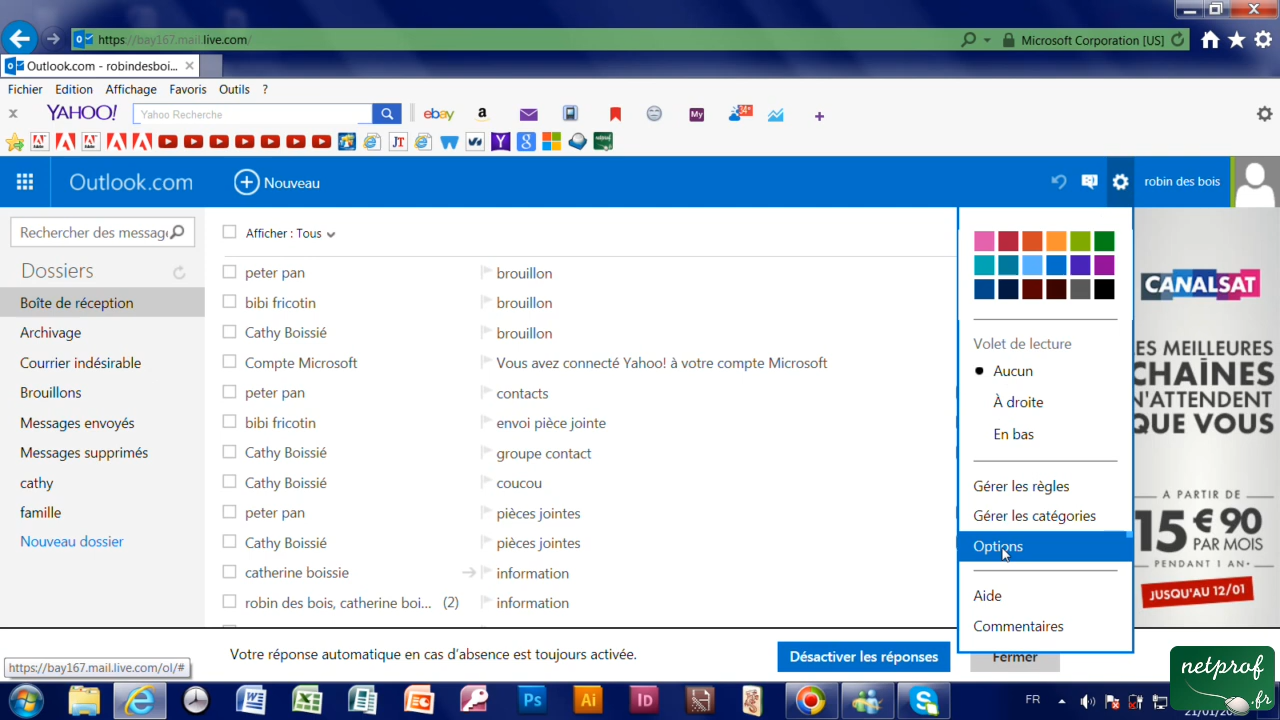 https://bay167.mail.live.com/
Microsoft Corporation [US]
Outlook.com - robindesboi...
Fichier Edition Affichage Favoris Outils ?
YAHOO! Yahoo Recherche ebay a My 34°
Outlook.com Nouveau robin des bois
Rechercher des messag
Afficher : Tous
Dossiers
Boîte de réception
Archivage
Courrier indésirable
Brouillons
Messages envoyés
Messages supprimés
cathy
famille
Nouveau dossier
peter pan brouillon
bibi fricotin brouillon
Cathy Boissié brouillon
Compte Microsoft Vous avez connecté Yahoo! à votre compte Microsoft
peter pan contacts
bibi fricotin envoi pièce jointe
Cathy Boissié groupe contact
Cathy Boissié coucou
peter pan pièces jointes
Cathy Boissié pièces jointes
catherine boissie information
robin des bois, catherine boi... (2) information
Volet de lecture
Aucun
À droite
En bas
Gérer les règles
Gérer les catégories
Options
Aide
Commentaires
CANALSAT
ES MEILLEURES
CHAÎNES
N'ATTENDENT
QUE VOUS
A PARTIR DE
15€90
PAR MOIS
PENDANT 1 AN*
JUSQU'AU 12/01
Votre réponse automatique en cas d'absence est toujours activée.
Désactiver les réponses
Fermer
https://bay167.mail.live.com/ol/#
FR
netprof
.fr